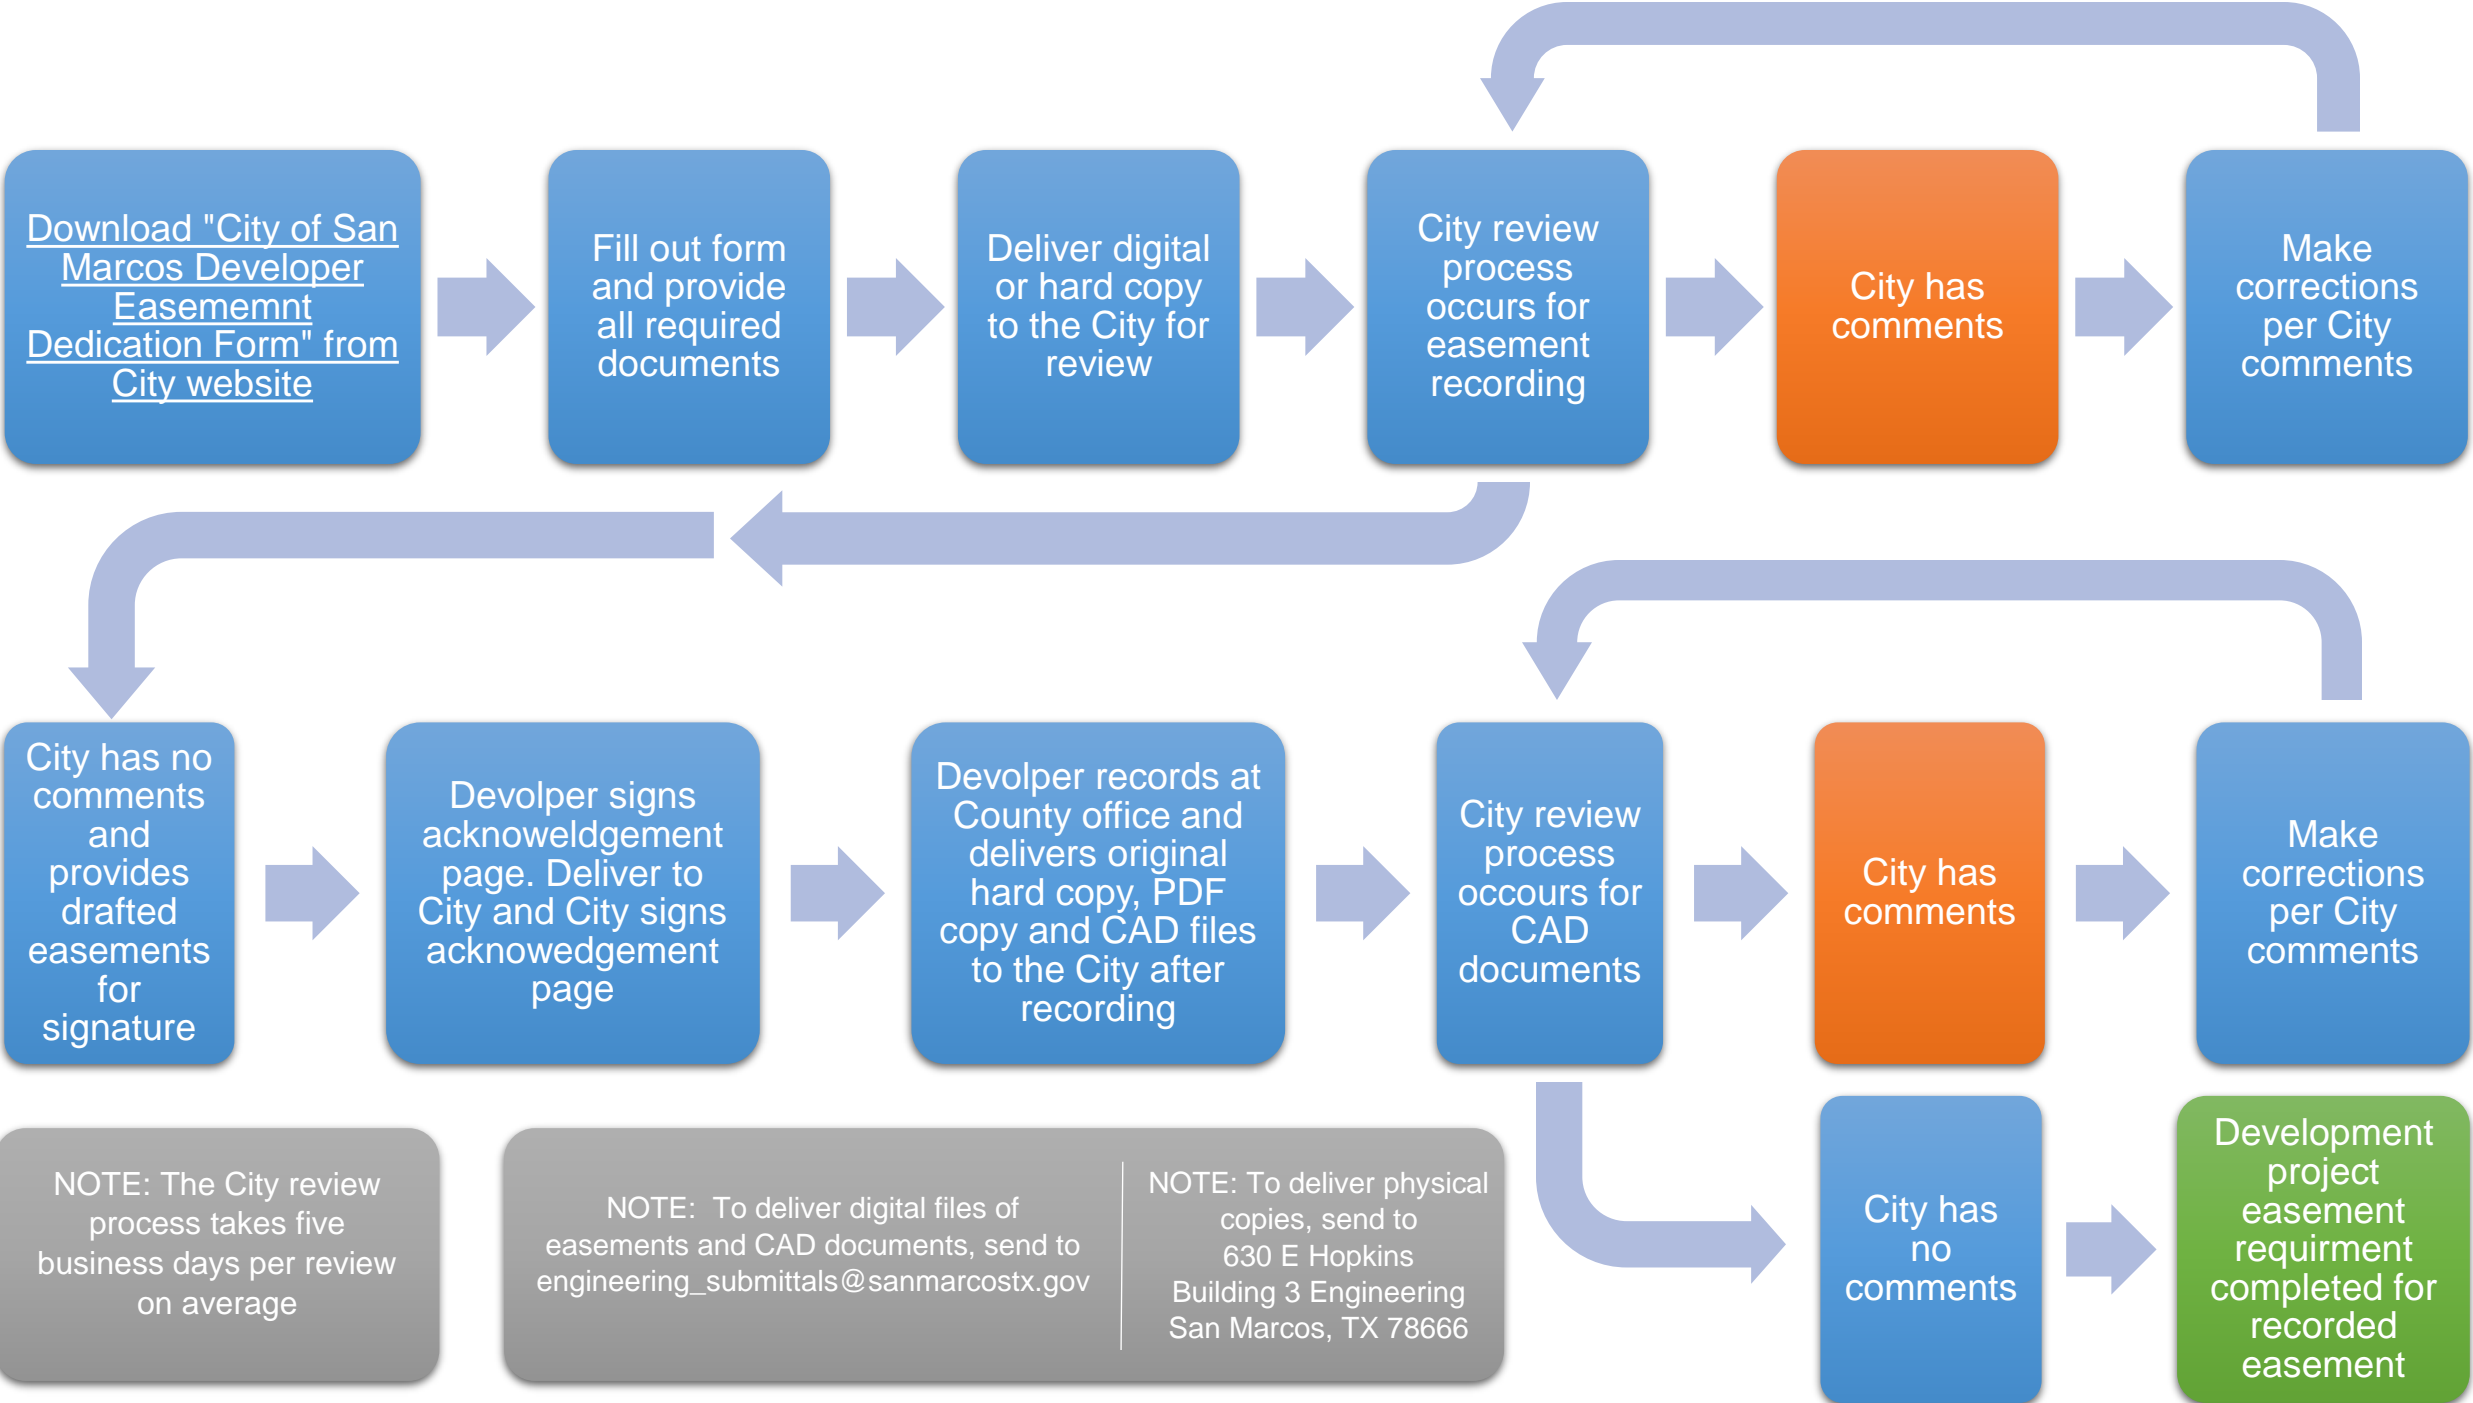 Download "City of San
Marcos Developer
Easememnt
Dedication Form" from
City website
Fill out form
and provide
all required
documents
Deliver digital
or hard copy
to the City for
review
City review
process
occurs for
easement
recording
City has
comments
Make
corrections
per City
comments
City has no
comments
and
provides
drafted
easements
for
signature
Devolper signs
acknoweldgement
page. Deliver to
City and City signs
acknowedgement
page
Devolper records at
County office and
delivers original
hard copy, PDF
copy and CAD files
to the City after
recording
City review
process
occours for
CAD
documents
City has
comments
Make
corrections
per City
comments
City has
no
comments
Development
project
easement
requirment
completed for
recorded
easement
NOTE: The City review
process takes five
business days per review
on average
NOTE:  To deliver digital files of
easements and CAD documents, send to
engineering_submittals@sanmarcostx.gov
NOTE: To deliver physical
copies, send to
630 E Hopkins
Building 3 Engineering
San Marcos, TX 78666